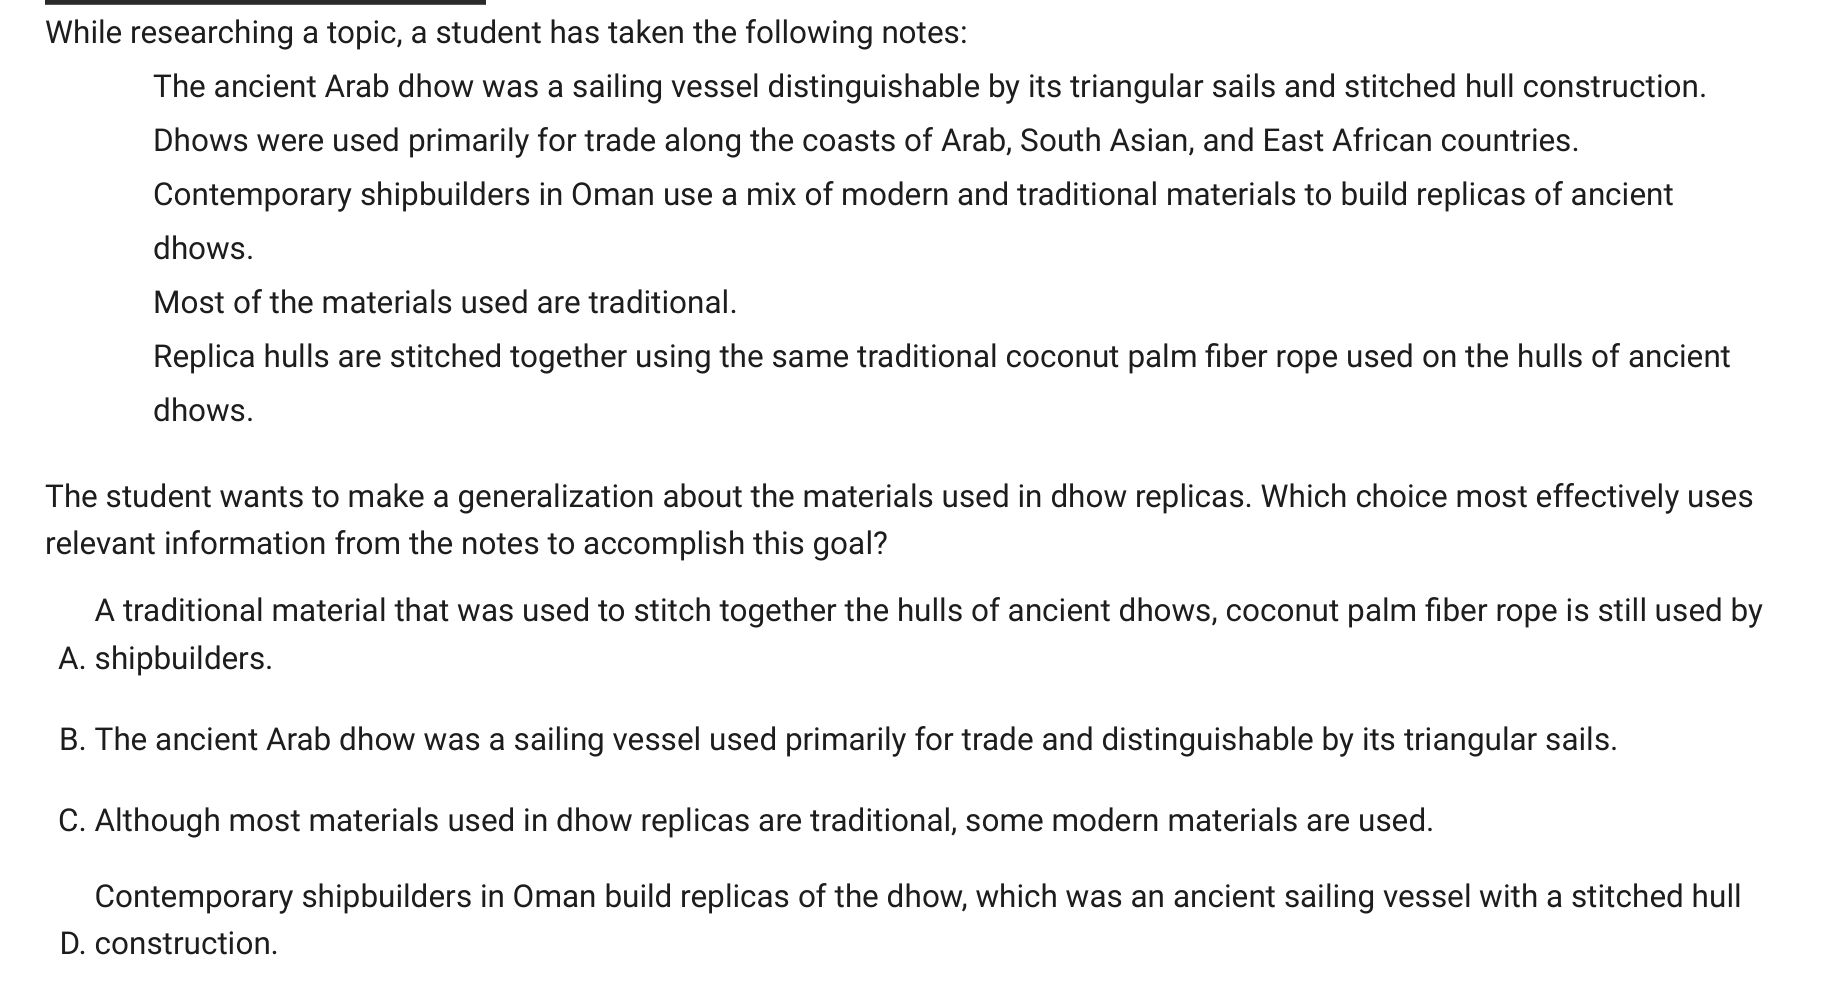 While researching a topic, a student has taken the following notes:
The ancient Arab dhow was a sailing vessel distinguishable by its triangular sails and stitched hull construction.
Dhows were used primarily for trade along the coasts of Arab, South Asian, and East African countries.
Contemporary shipbuilders in Oman use a mix of modern and traditional materials to build replicas of ancient
dhows.
Most of the materials used are traditional.
Replica hulls are stitched together using the same traditional coconut palm fiber rope used on the hulls of ancient
dhows.
The student wants to make a generalization about the materials used in dhow replicas. Which choice most effectively uses
relevant information from the notes to accomplish this goal?
A traditional material that was used to stitch together the hulls of ancient dhows, coconut palm fiber rope is still used by
A. shipbuilders.
B. The ancient Arab dhow was a sailing vessel used primarily for trade and distinguishable by its triangular sails.
C. Although most materials used in dhow replicas are traditional, some modern materials are used.
Contemporary shipbuilders in Oman build replicas of the dhow, which was an ancient sailing vessel with a stitched hull
D. construction.